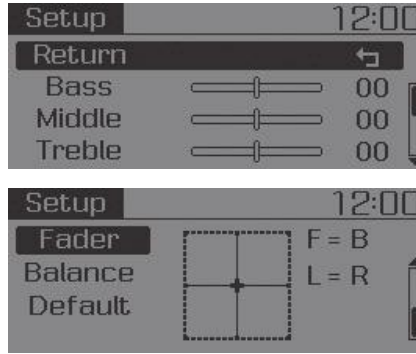 Setup 12:00
Return
Bass 00
Middle 00
Treble 00
Setup 12:00
Fader F = B
Balance L = R
Default